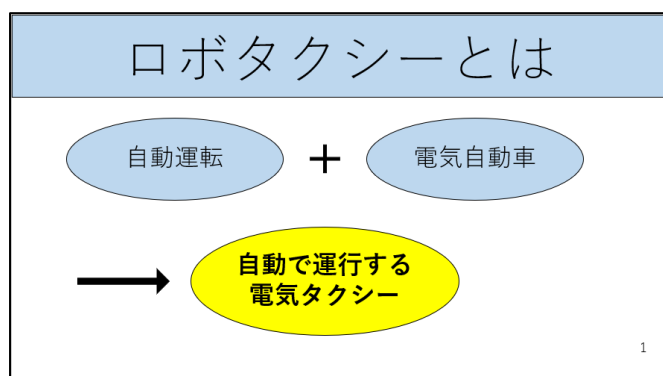 ロボタクシーとは
自動運転
+
電気自動車
自動で運行する
電気タクシー
1